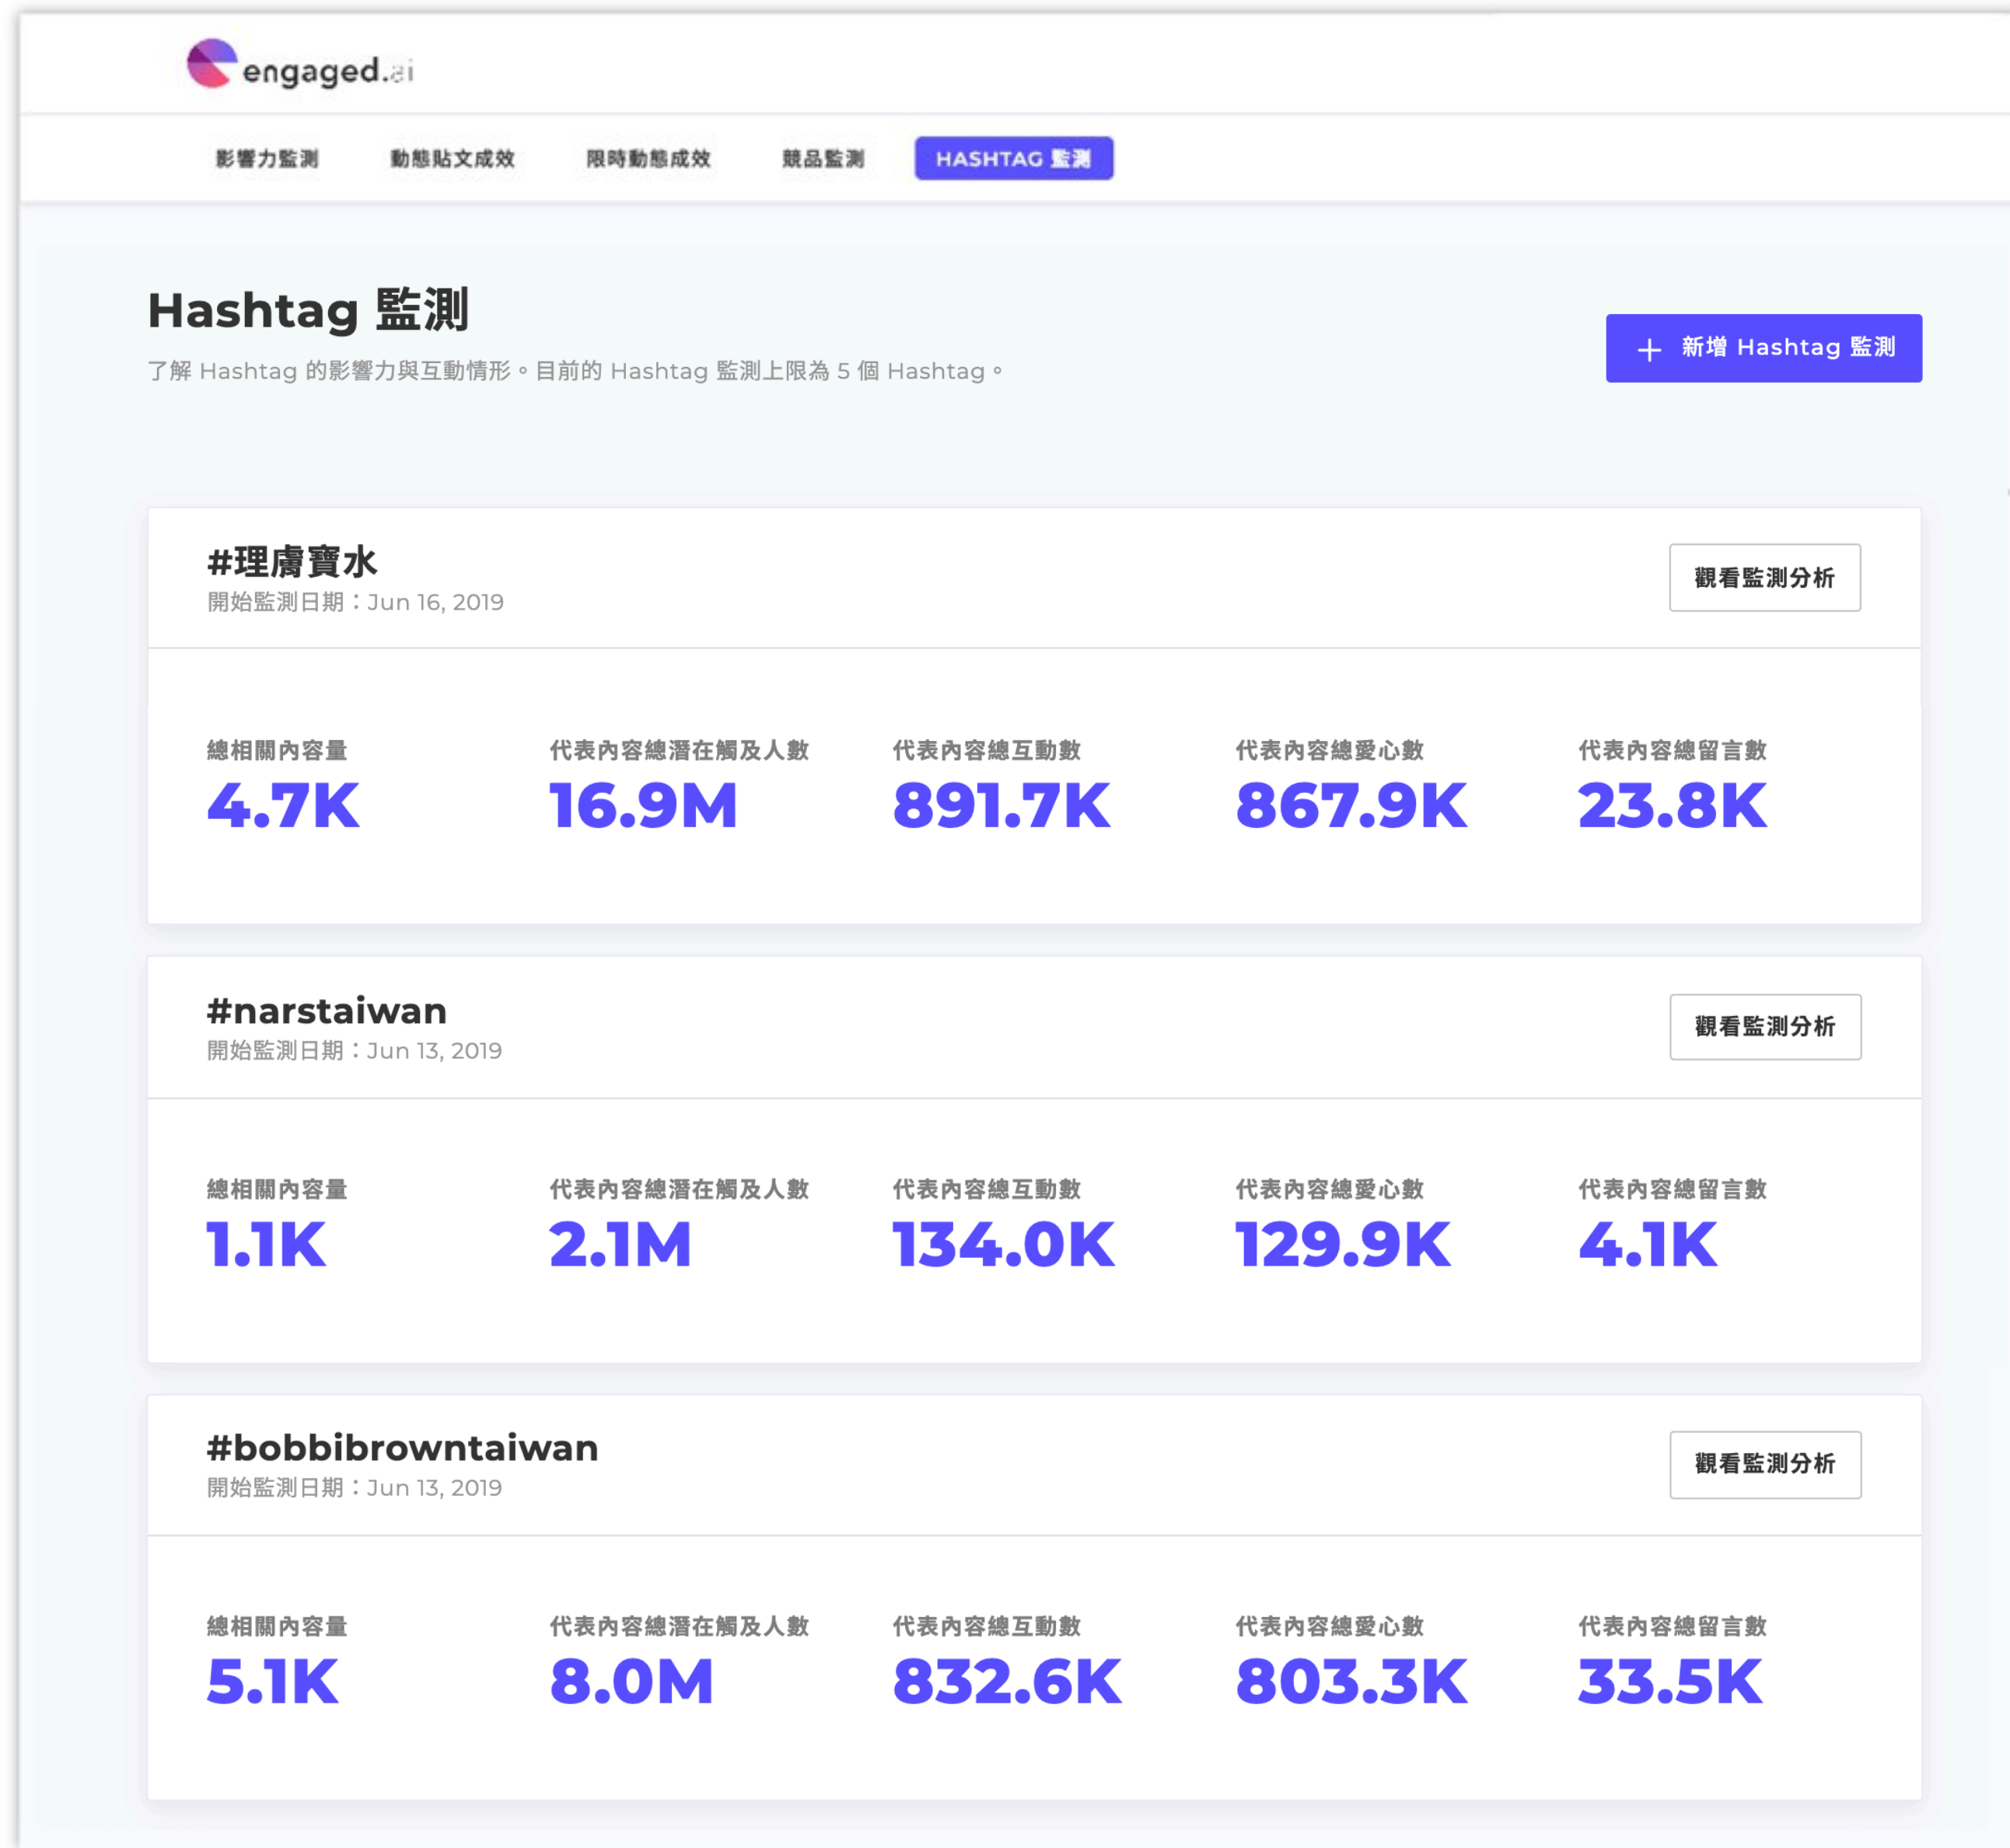 engaged.ai
影響力監測 動態貼文成效 限時動態成效 競品監測 HASHTAG 監測
Hashtag 監測
了解 Hashtag 的影響力與互動情形。目前的 Hashtag 監測上限為 5 個 Hashtag。
+ 新增 Hashtag 監測
#理膚寶水
開始監測日期：Jun 16, 2019
觀看監測分析
總相關內容量 代表內容總潛在觸及人數 代表內容總互動數 代表內容總愛心數 代表內容總留言數
4.7K 16.9M 891.7K 867.9K 23.8K
#narstaiwan
開始監測日期：Jun 13, 2019
觀看監測分析
總相關內容量 代表內容總潛在觸及人數 代表內容總互動數 代表內容總愛心數 代表內容總留言數
1.1K 2.1M 134.0K 129.9K 4.1K
#bobbibrowntaiwan
開始監測日期：Jun 13, 2019
觀看監測分析
總相關內容量 代表內容總潛在觸及人數 代表內容總互動數 代表內容總愛心數 代表內容總留言數
5.1K 8.0M 832.6K 803.3K 33.5K